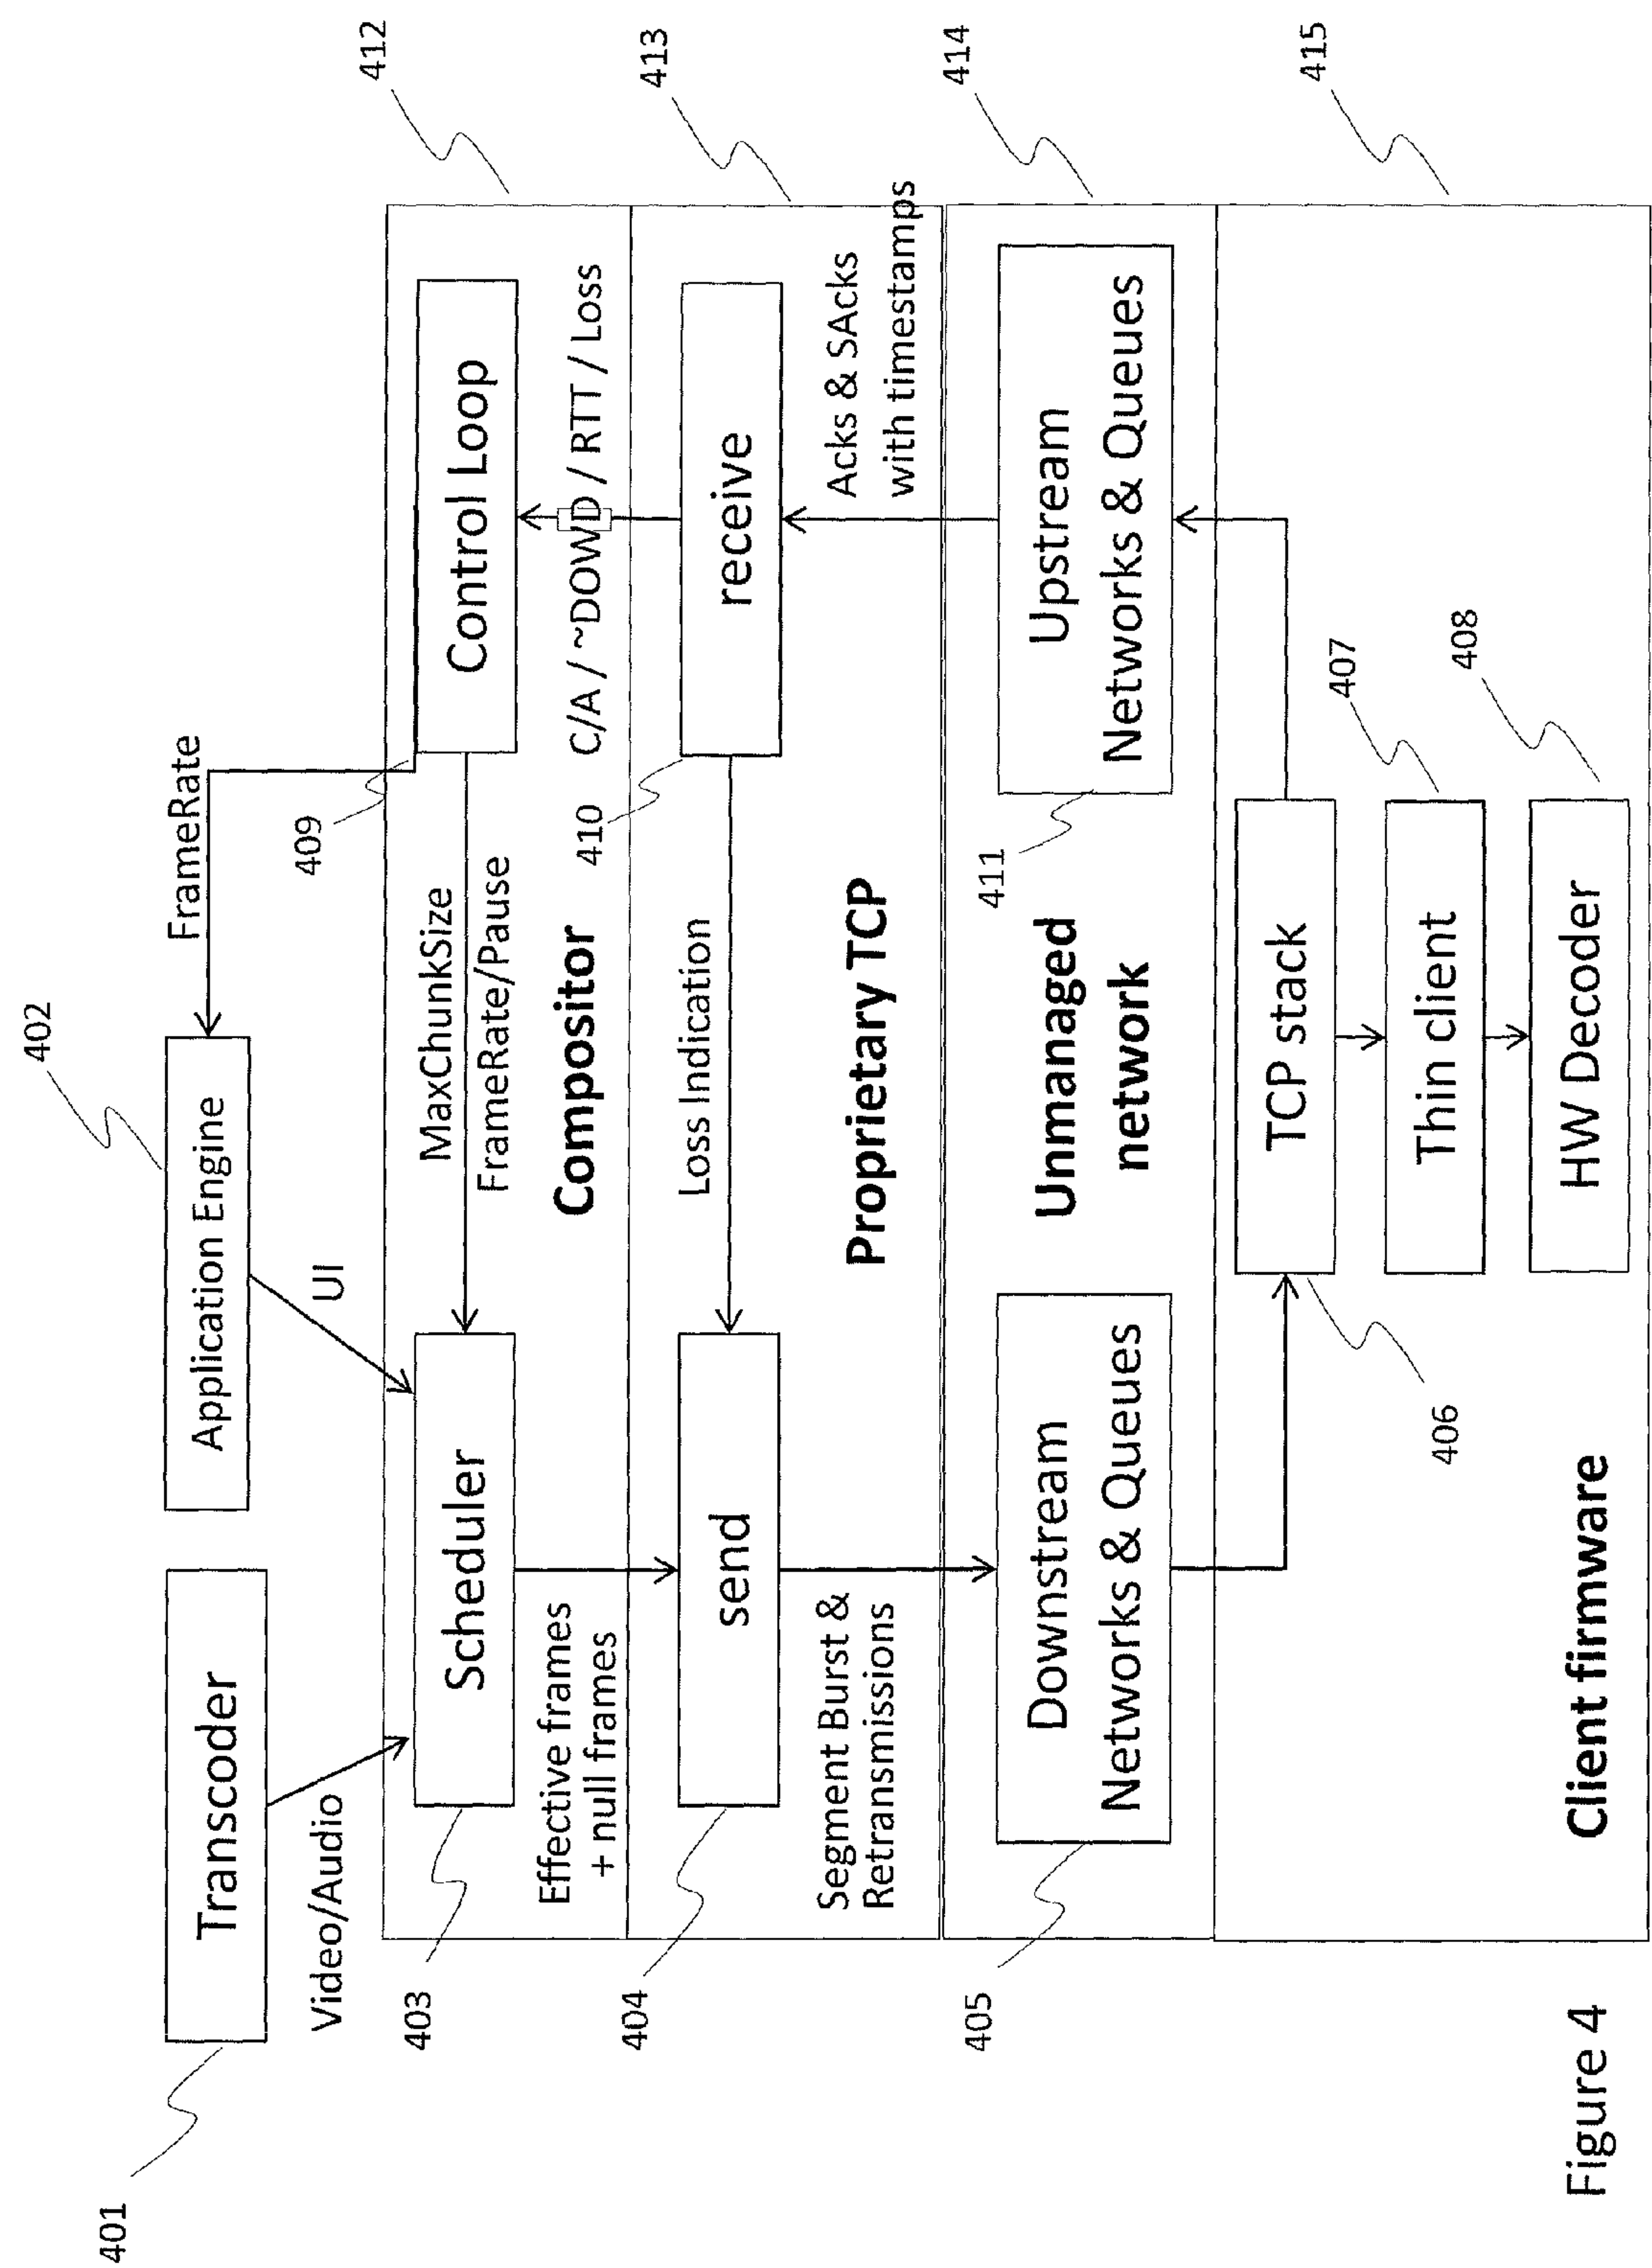 401
Transcoder
Video/Audio
402
Application Engine
UI
FrameRate
403
Scheduler
MaxChunkSize
FrameRate/Pause
409
Control Loop
412
Effective frames
+ null frames
Compositor
C/A / ~DOWD / RTT / Loss
404
send
Loss Indication
410
receive
413
Segment Burst &
Retransmissions
Proprietary TCP
Acks & SAcks
with timestamps
405
Downstream
Networks & Queues
Unmanaged
network
411
Upstream
Networks & Queues
414
406
TCP stack
407
Thin client
408
HW Decoder
Client firmware
415
Figure 4